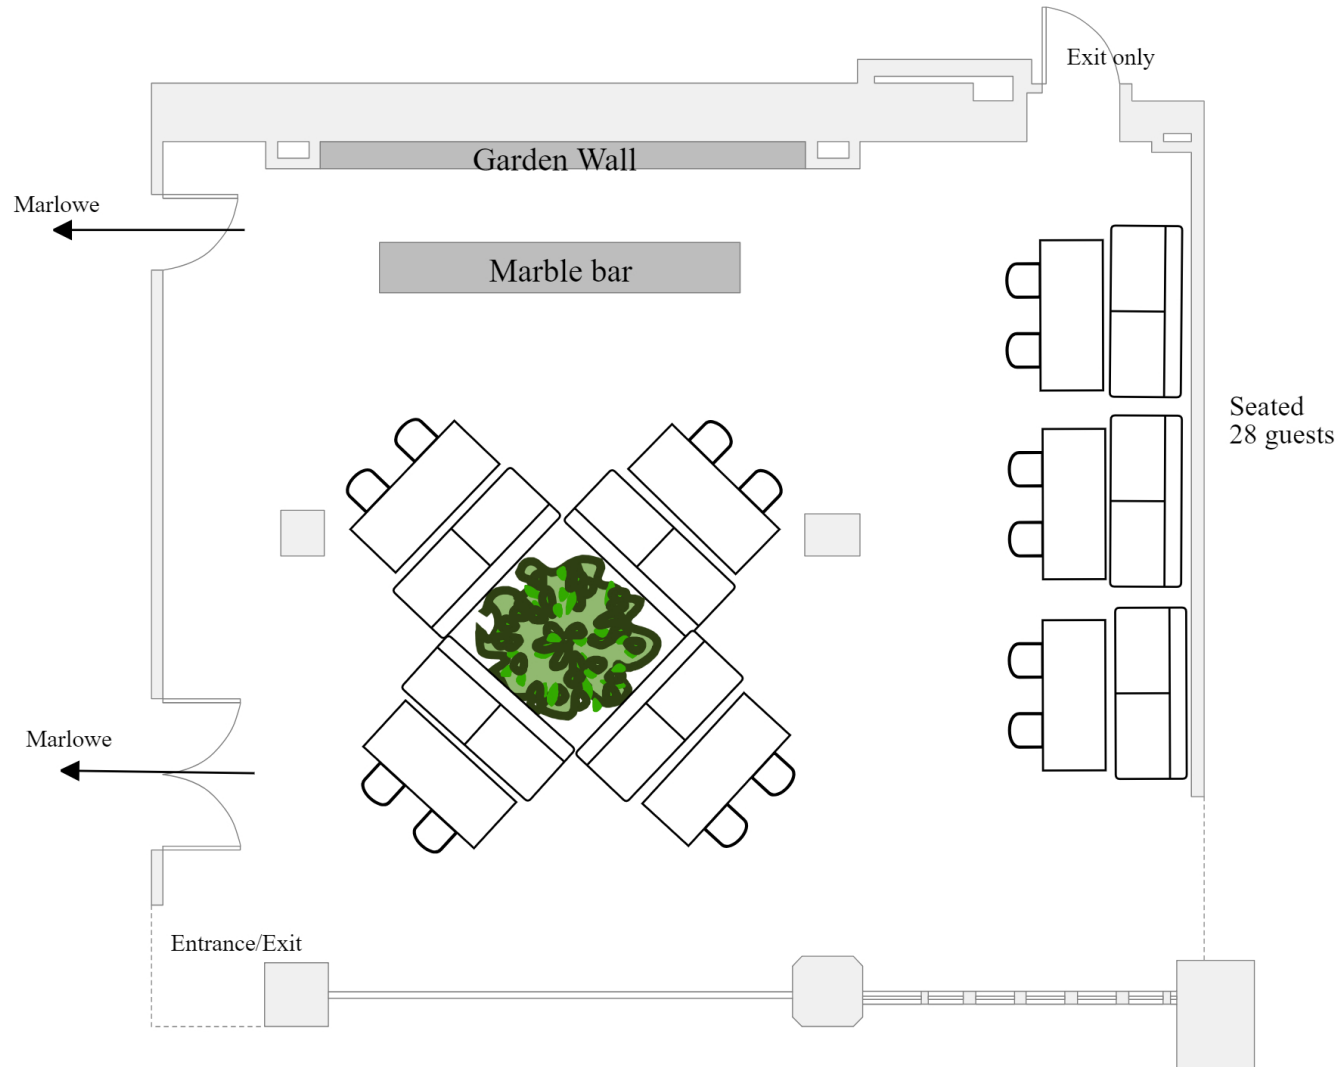 Exit only
Garden Wall
Marlowe
Marble bar
Seated
28 guests
Marlowe
Entrance/Exit